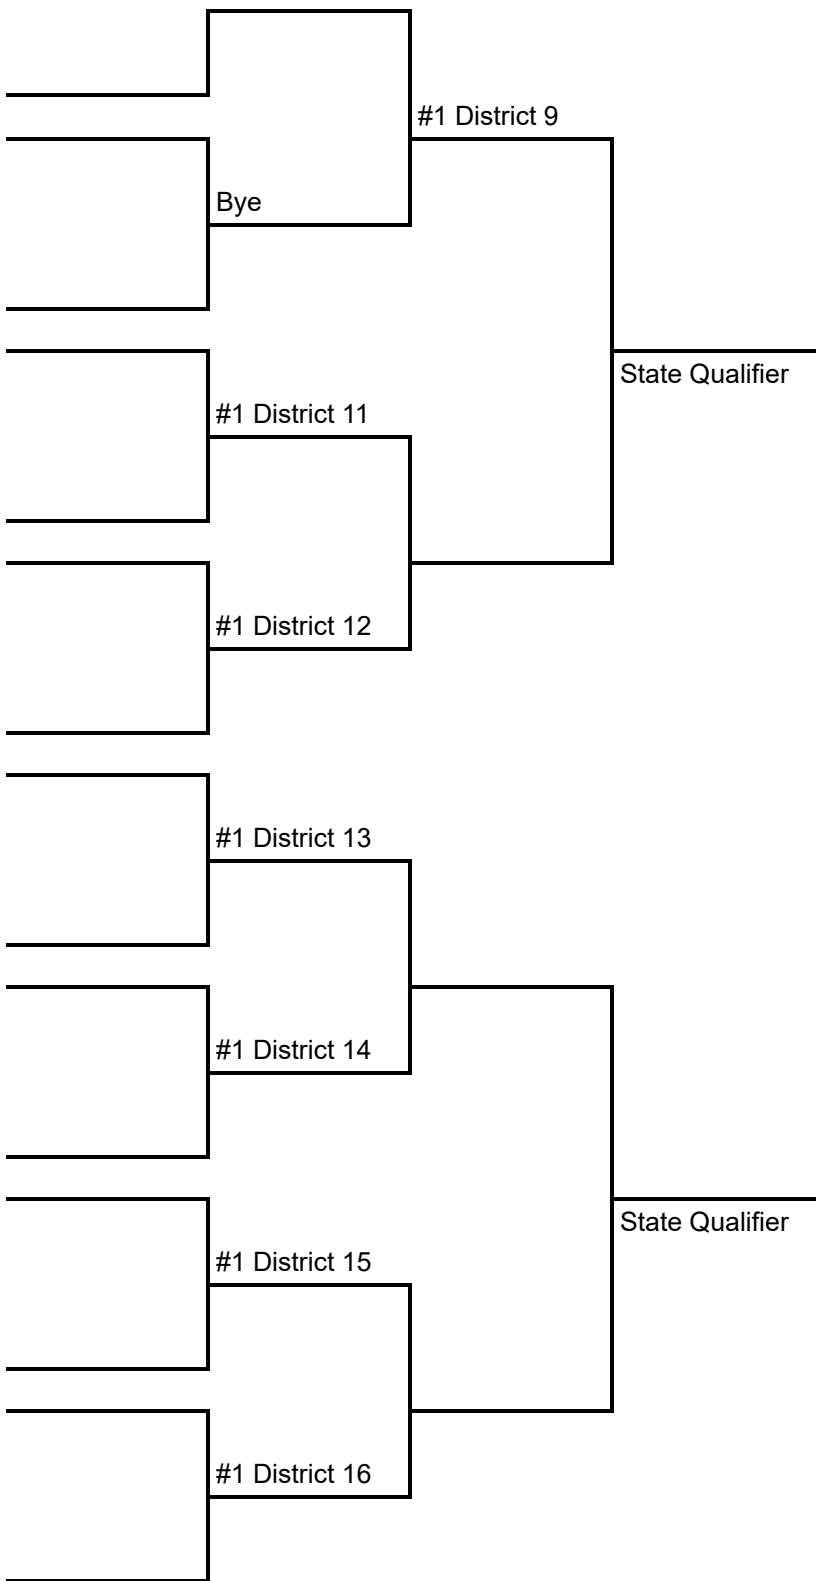 #1 District 9
Bye
State Qualifier
#1 District 11
#1 District 12
#1 District 13
#1 District 14
State Qualifier
#1 District 15
#1 District 16